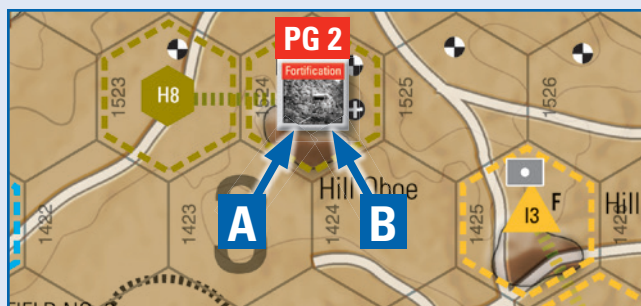 PG 2
Fortification
1523
H8
1524
1525
1526
Hill Oboe
A
B
F
I3
Hill
1422
1423
1424
1425